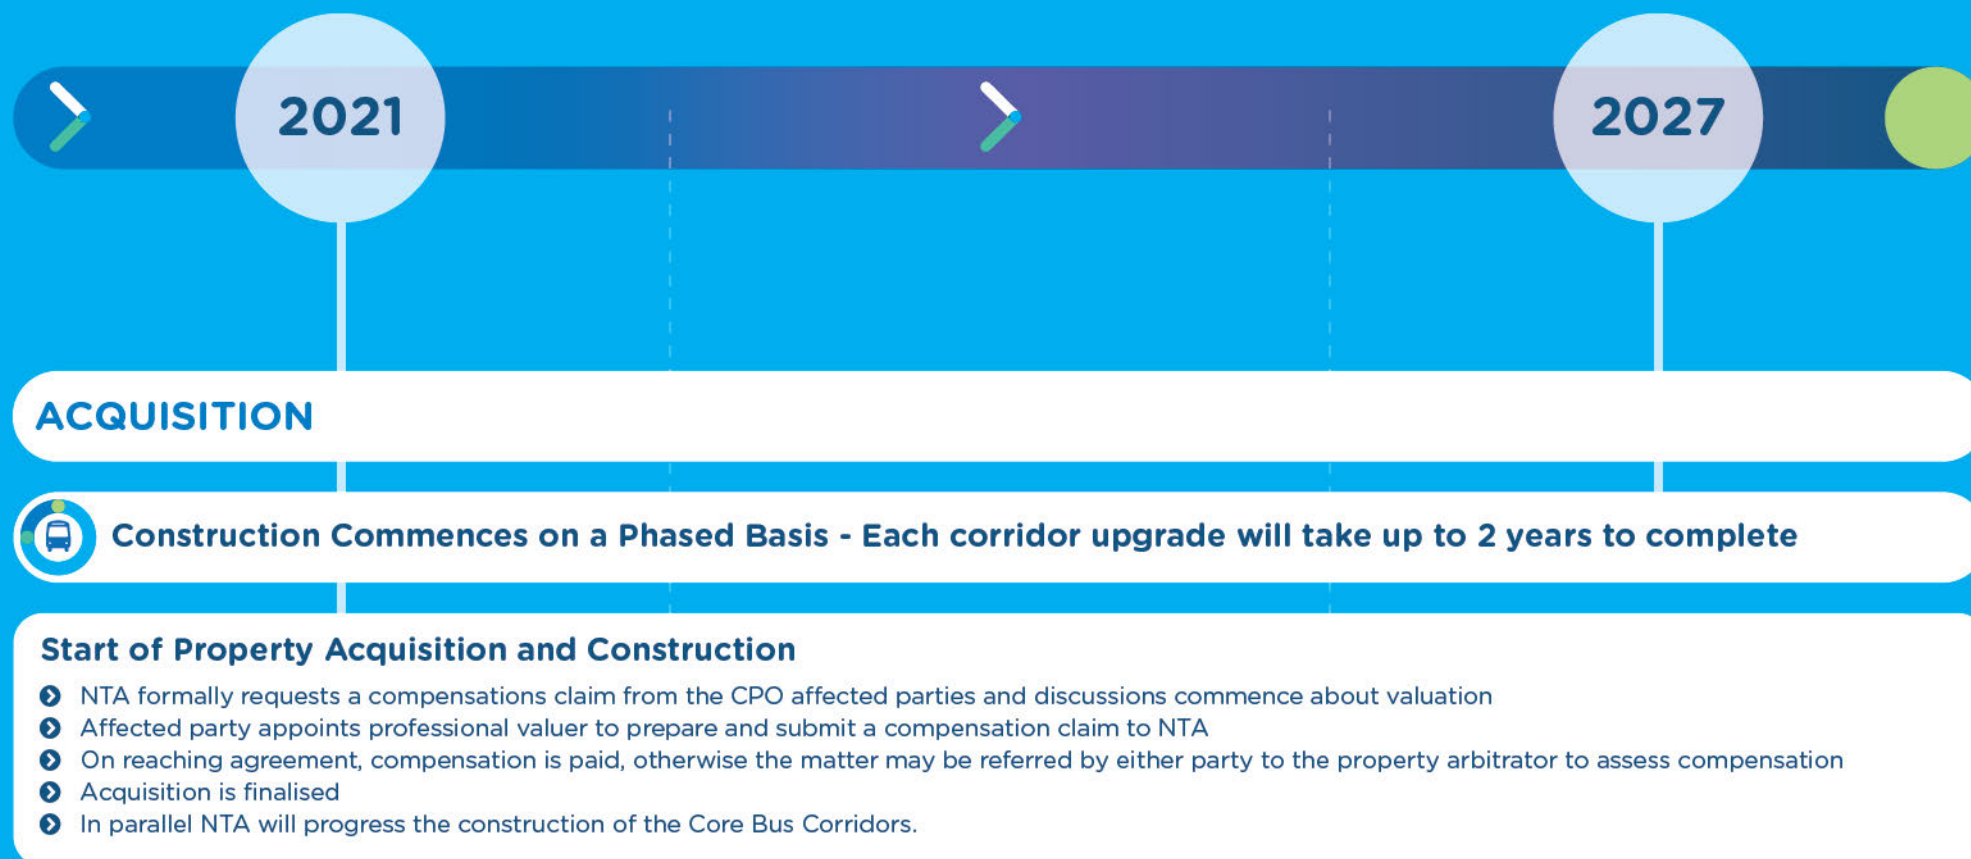 2021
2027
ACQUISITION
Construction Commences on a Phased Basis - Each corridor upgrade will take up to 2 years to complete
Start of Property Acquisition and Construction
NTA formally requests a compensations claim from the CPO affected parties and discussions commence about valuation
Affected party appoints professional valuer to prepare and submit a compensation claim to NTA
On reaching agreement, compensation is paid, otherwise the matter may be referred by either party to the property arbitrator to assess compensation
Acquisition is finalised
In parallel NTA will progress the construction of the Core Bus Corridors.